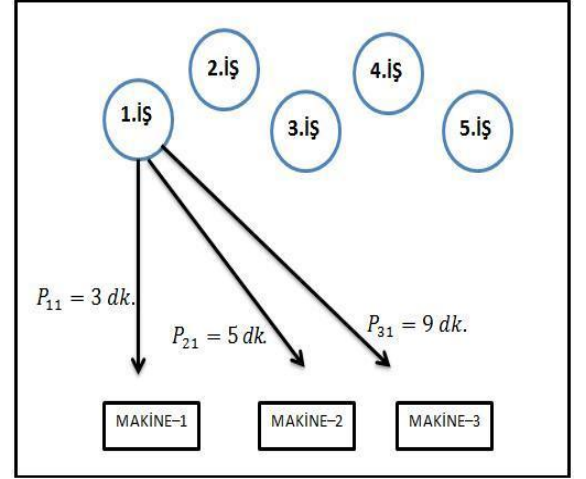 2.İŞ
4.İŞ
1.İŞ
3.İŞ
5.İŞ
P₁₁ = 3 dk.
P₂₁ = 5 dk.
P₃₁ = 9 dk.
MAKİNE–1
MAKİNE–2
MAKİNE–3